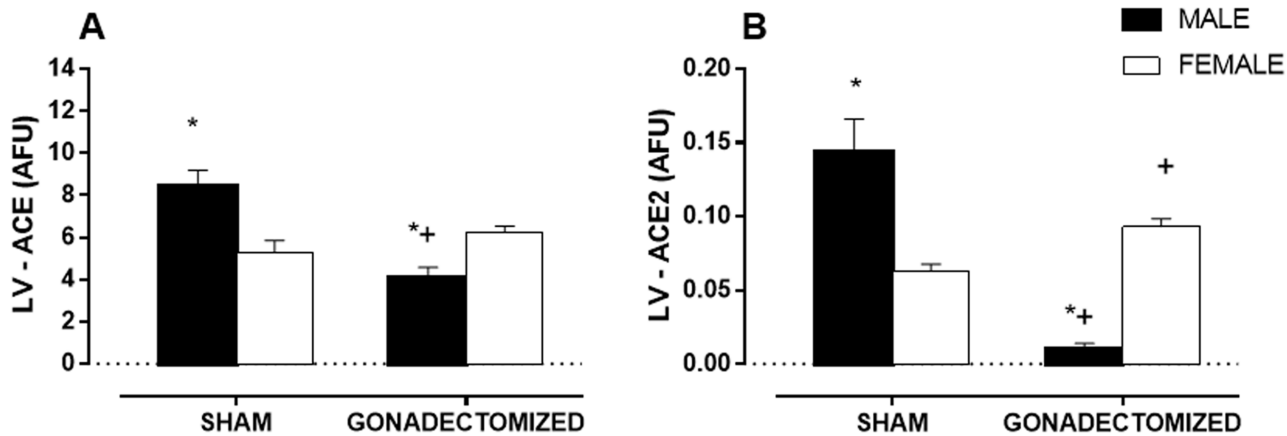 A
B
MALE
FEMALE
LV - ACE (AFU)
14
12
10
8
6
4
2
0
*
*+
SHAM
GONADECTOMIZED
LV - ACE2 (AFU)
0.20
0.15
0.10
0.05
0.00
*
*+
+
SHAM
GONADECTOMIZED